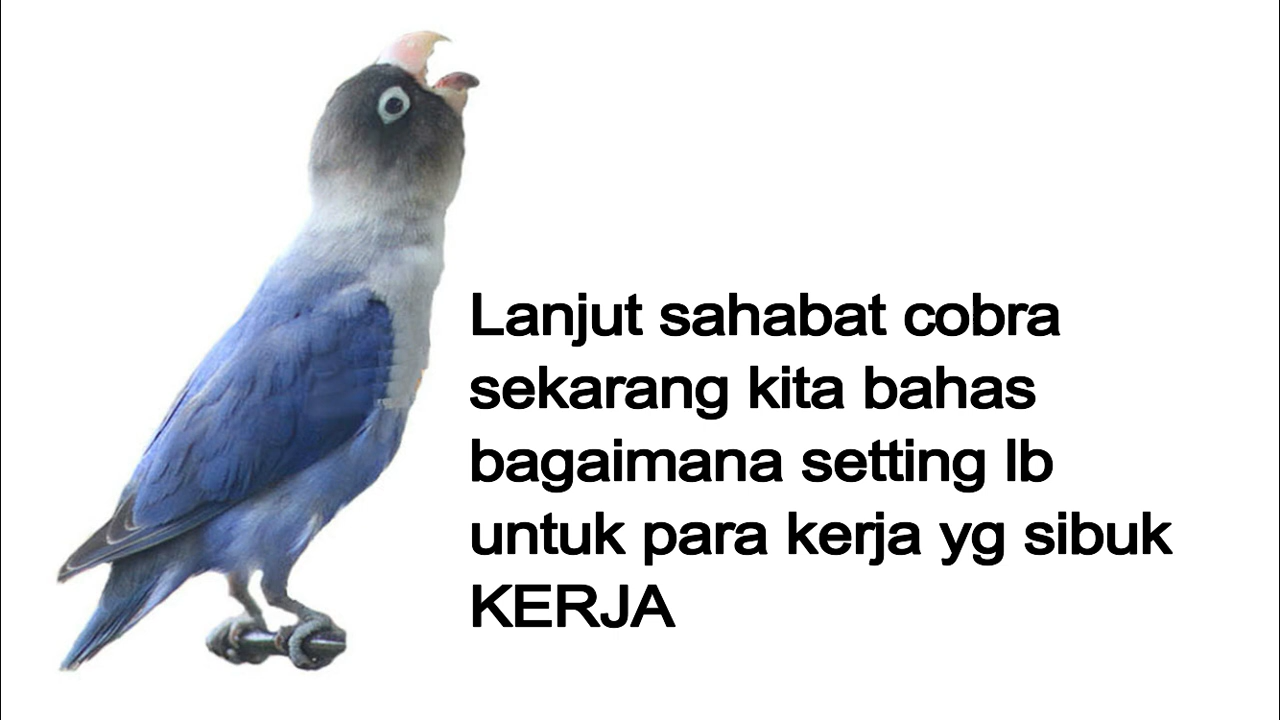 Lanjut sahabat cobra
sekarang kita bahas
bagaimana setting lb
untuk para kerja yg sibuk
KERJA